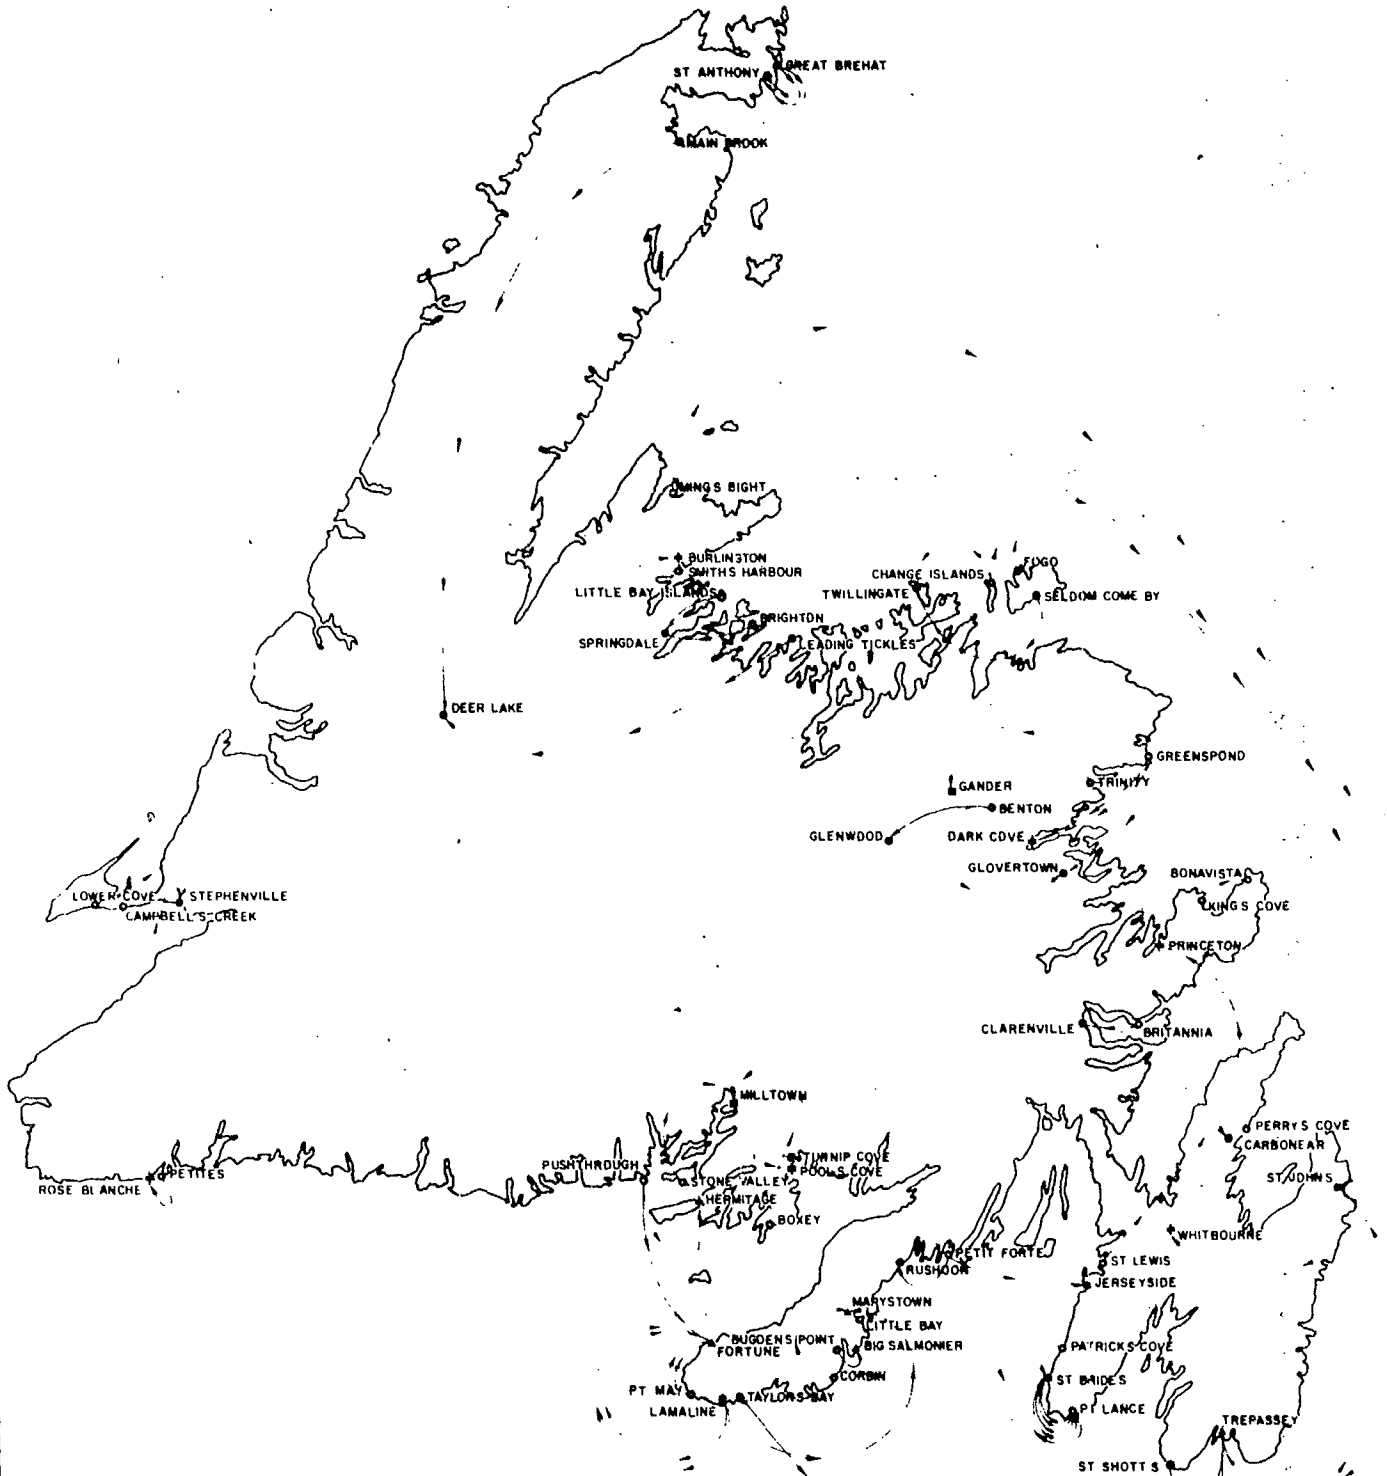 GREAT BREHAT
ST ANTHONY
MAIN BROOK
MINGS BIGHT
BURLINGTON
SMITHS HARBOUR
FOGO
CHANGE ISLANDS
LITTLE BAY ISLANDS
TWILLINGATE
SELDOM COME BY
BRIGHTON
SPRINGDALE
LEADING TICKLES
DEER LAKE
GREENSPOND
TRINITY
GANDER
BENTON
GLENWOOD
DARK COVE
GLOVERTOWN
BONAVISTA
LOWER COVE
STEPHENVILLE
KINGS COVE
CAMPBELL'S CREEK
PRINCETON
CLARENVILLE
BRITANNIA
MILLTOWN
PERRYS COVE
CARBONEAR
TURNIP COVE
PUSHTHROUGH
POOLS COVE
PETITES
ST JOHNS
STONE VALLEY
ROSE BLANCHE
HERMITAGE
BOXEY
WHITBOURNE
PETIT FORTE
ST LEWIS
RUSHOON
JERSEYSIDE
MARYSTOWN
LITTLE BAY
BUGDENS POINT
BIG SALMONIER
PATRICKS COVE
FORTUNE
CORBIN
ST BRIDES
PT MAY
TAYLORS BAY
LAMALINE
PT LANCE
TREPASSEY
ST SHOTTS